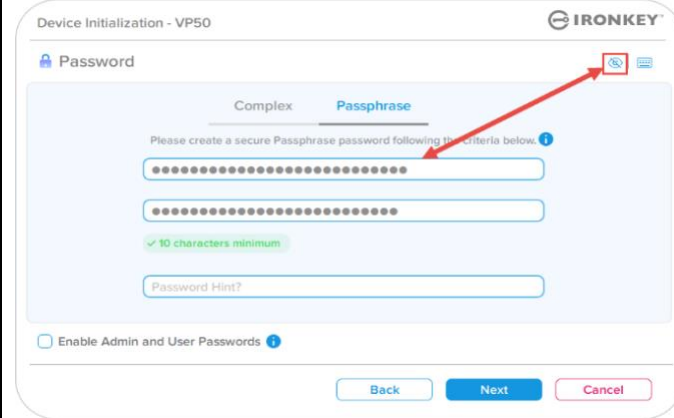 Device Initialization - VP50
IRONKEY
Password
Complex Passphrase
Please create a secure Passphrase password following the criteria below.
●●●●●●●●●●●●●●●●●●●●●●●●●●●
●●●●●●●●●●●●●●●●●●●●●●●●●●
✓ 10 characters minimum
Password Hint?
Enable Admin and User Passwords
Back Next Cancel